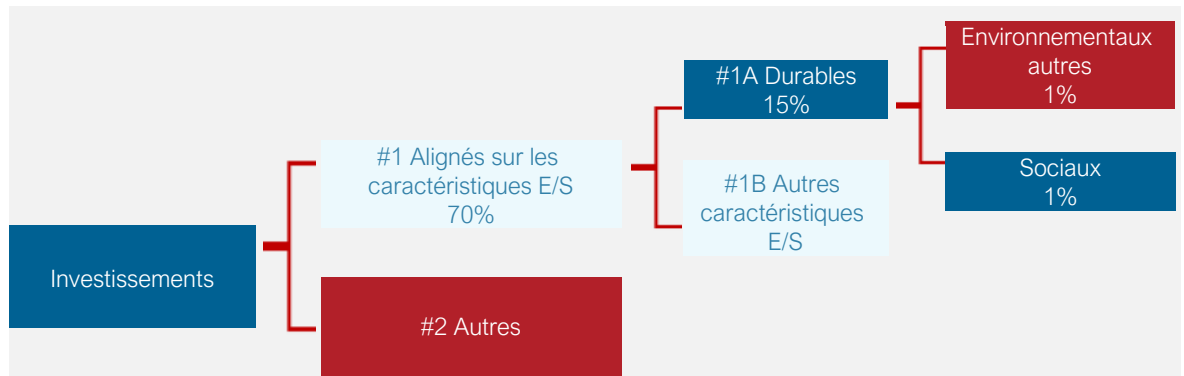 Investissements
#1 Alignés sur les
caractéristiques E/S
70%
#2 Autres
#1A Durables
15%
#1B Autres
caractéristiques
E/S
Environnementaux
autres
1%
Sociaux
1%